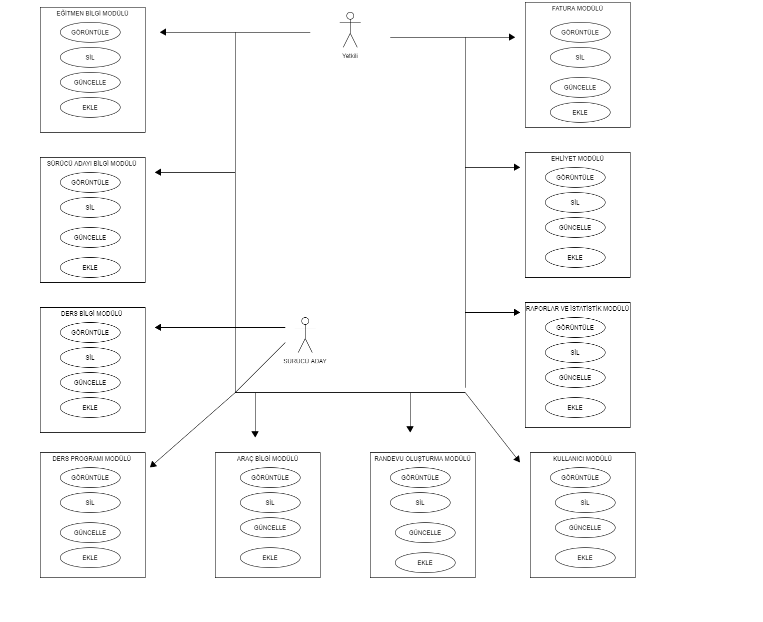 EĞİTMEN BİLGİ MODÜLÜ
GÖRÜNTÜLE
SİL
GÜNCELLE
EKLE
Yetkili
FATURA MODÜLÜ
GÖRÜNTÜLE
SİL
GÜNCELLE
EKLE
SÜRÜCÜ ADAYI BİLGİ MODÜLÜ
GÖRÜNTÜLE
SİL
GÜNCELLE
EKLE
EHLİYET MODÜLÜ
GÖRÜNTÜLE
SİL
GÜNCELLE
EKLE
DERS BİLGİ MODÜLÜ
GÖRÜNTÜLE
SİL
GÜNCELLE
EKLE
SÜRÜCÜ ADAY
RAPORLAR VE İSTATİSTİK MODÜLÜ
GÖRÜNTÜLE
SİL
GÜNCELLE
EKLE
DERS PROGRAMI MODÜLÜ
GÖRÜNTÜLE
SİL
GÜNCELLE
EKLE
ARAÇ BİLGİ MODÜLÜ
GÖRÜNTÜLE
SİL
GÜNCELLE
EKLE
RANDEVU OLUŞTURMA MODÜLÜ
GÖRÜNTÜLE
SİL
GÜNCELLE
EKLE
KULLANICI MODÜLÜ
GÖRÜNTÜLE
SİL
GÜNCELLE
EKLE